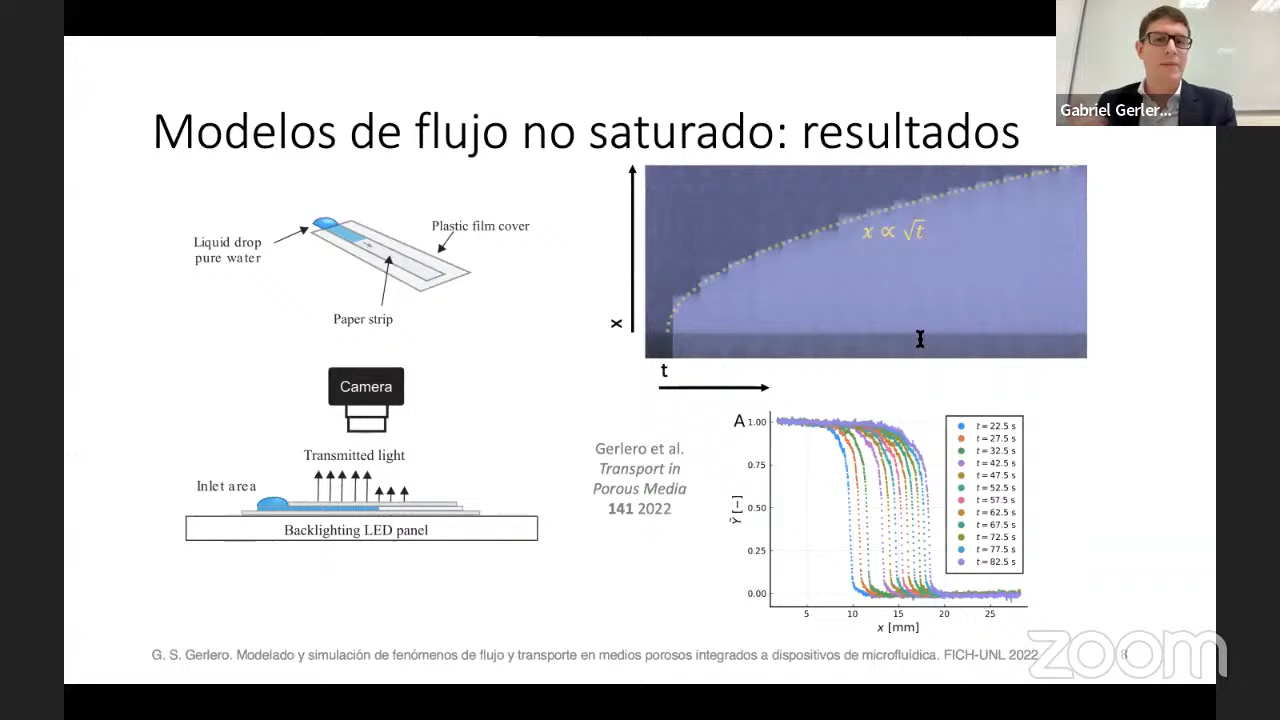 Gabriel Gerler...
Modelos de flujo no saturado: resultados
Liquid drop
pure water
Plastic film cover
Paper strip
Camera
Transmitted light
Inlet area
Backlighting LED panel
x
x ∝ √t
t
Gerlero et al.
Transport in
Porous Media
141 2022
A
1.00
0.75
0.50
0.25
0.00
Ỹ [−]
5 10 15 20 25
x [mm]
t = 22.5 s
t = 27.5 s
t = 32.5 s
t = 42.5 s
t = 47.5 s
t = 52.5 s
t = 57.5 s
t = 62.5 s
t = 67.5 s
t = 72.5 s
t = 77.5 s
t = 82.5 s
G. S. Gerlero. Modelado y simulación de fenómenos de flujo y transporte en medios porosos integrados a dispositivos de microfluídica. FICH-UNL 2022
8
zoom